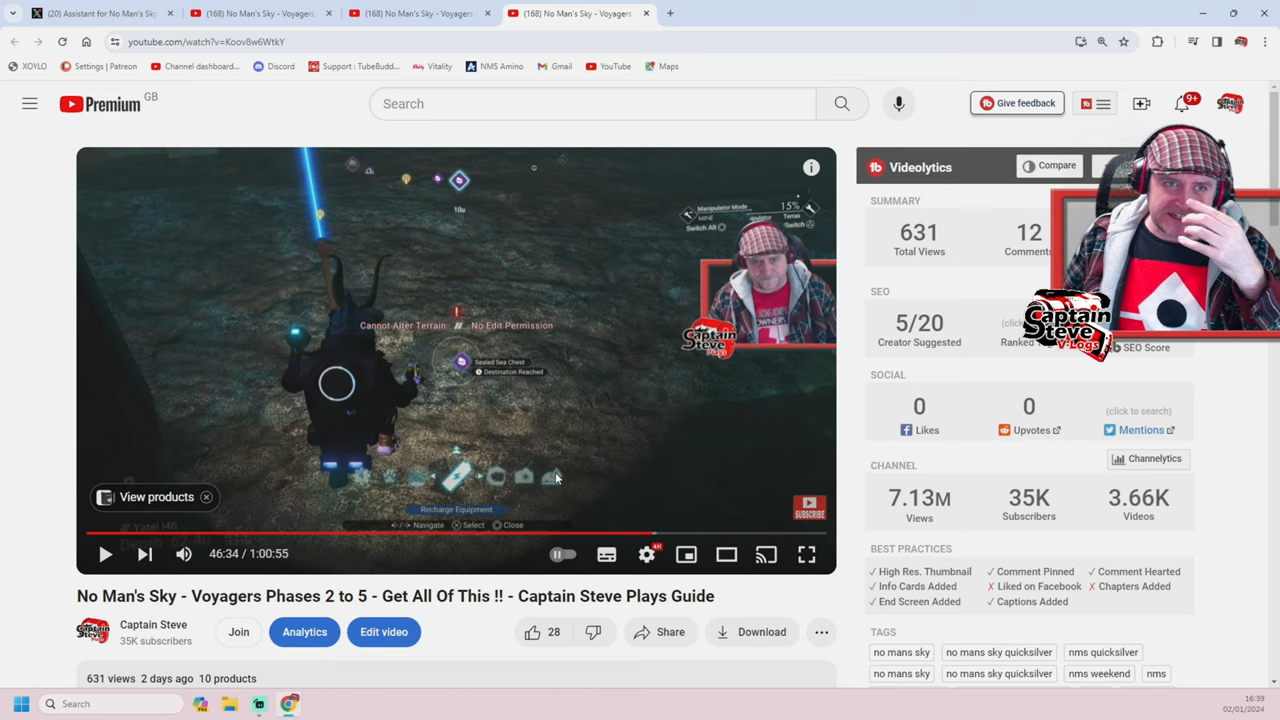 (20) Assistant for No Man's Sky
(168) No Man's Sky - Voyagers
(168) No Man's Sky - Voyagers
(168) No Man's Sky - Voyagers
youtube.com/watch?v=Koov8w6WtkY
XOYLO
Settings | Patreon
Channel dashboard...
Discord
Support : TubeBudd...
Vitality
NMS Amino
Gmail
YouTube
Maps
Premium GB
Search
Give feedback
9+
Manipulator Mode
MINE
Switch Alt
15%
Switch
10u
Cannot Alter Terrain // No Edit Permission
Sealed Sea Chest
Destination Reached
Captain
Steve
Plays
View products
Recharge Equipment
Navigate Select Close
SUBSCRIBE
46:34 / 1:00:55
4K
No Man's Sky - Voyagers Phases 2 to 5 - Get All Of This !! - Captain Steve Plays Guide
Captain Steve
35K subscribers
Join
Analytics
Edit video
28
Share
Download
631 views 2 days ago 10 products
Videolytics
Compare
SUMMARY
631
Total Views
12
SEO
5/20
Creator Suggested
SEO Score
Captain
Steve
V-Logs
SOCIAL
0
Likes
0
Upvotes
(click to search)
Mentions
Channelytics
CHANNEL
7.13M
Views
35K
Subscribers
3.66K
Videos
BEST PRACTICES
✓ High Res. Thumbnail ✓ Comment Pinned ✓ Comment Hearted
✓ Info Cards Added ✗ Liked on Facebook ✗ Chapters Added
✓ End Screen Added ✓ Captions Added
TAGS
no mans sky
no mans sky quicksilver
nms quicksilver
no mans sky
no mans sky quicksilver
nms weekend
nms
Search
16:39
02/01/2024